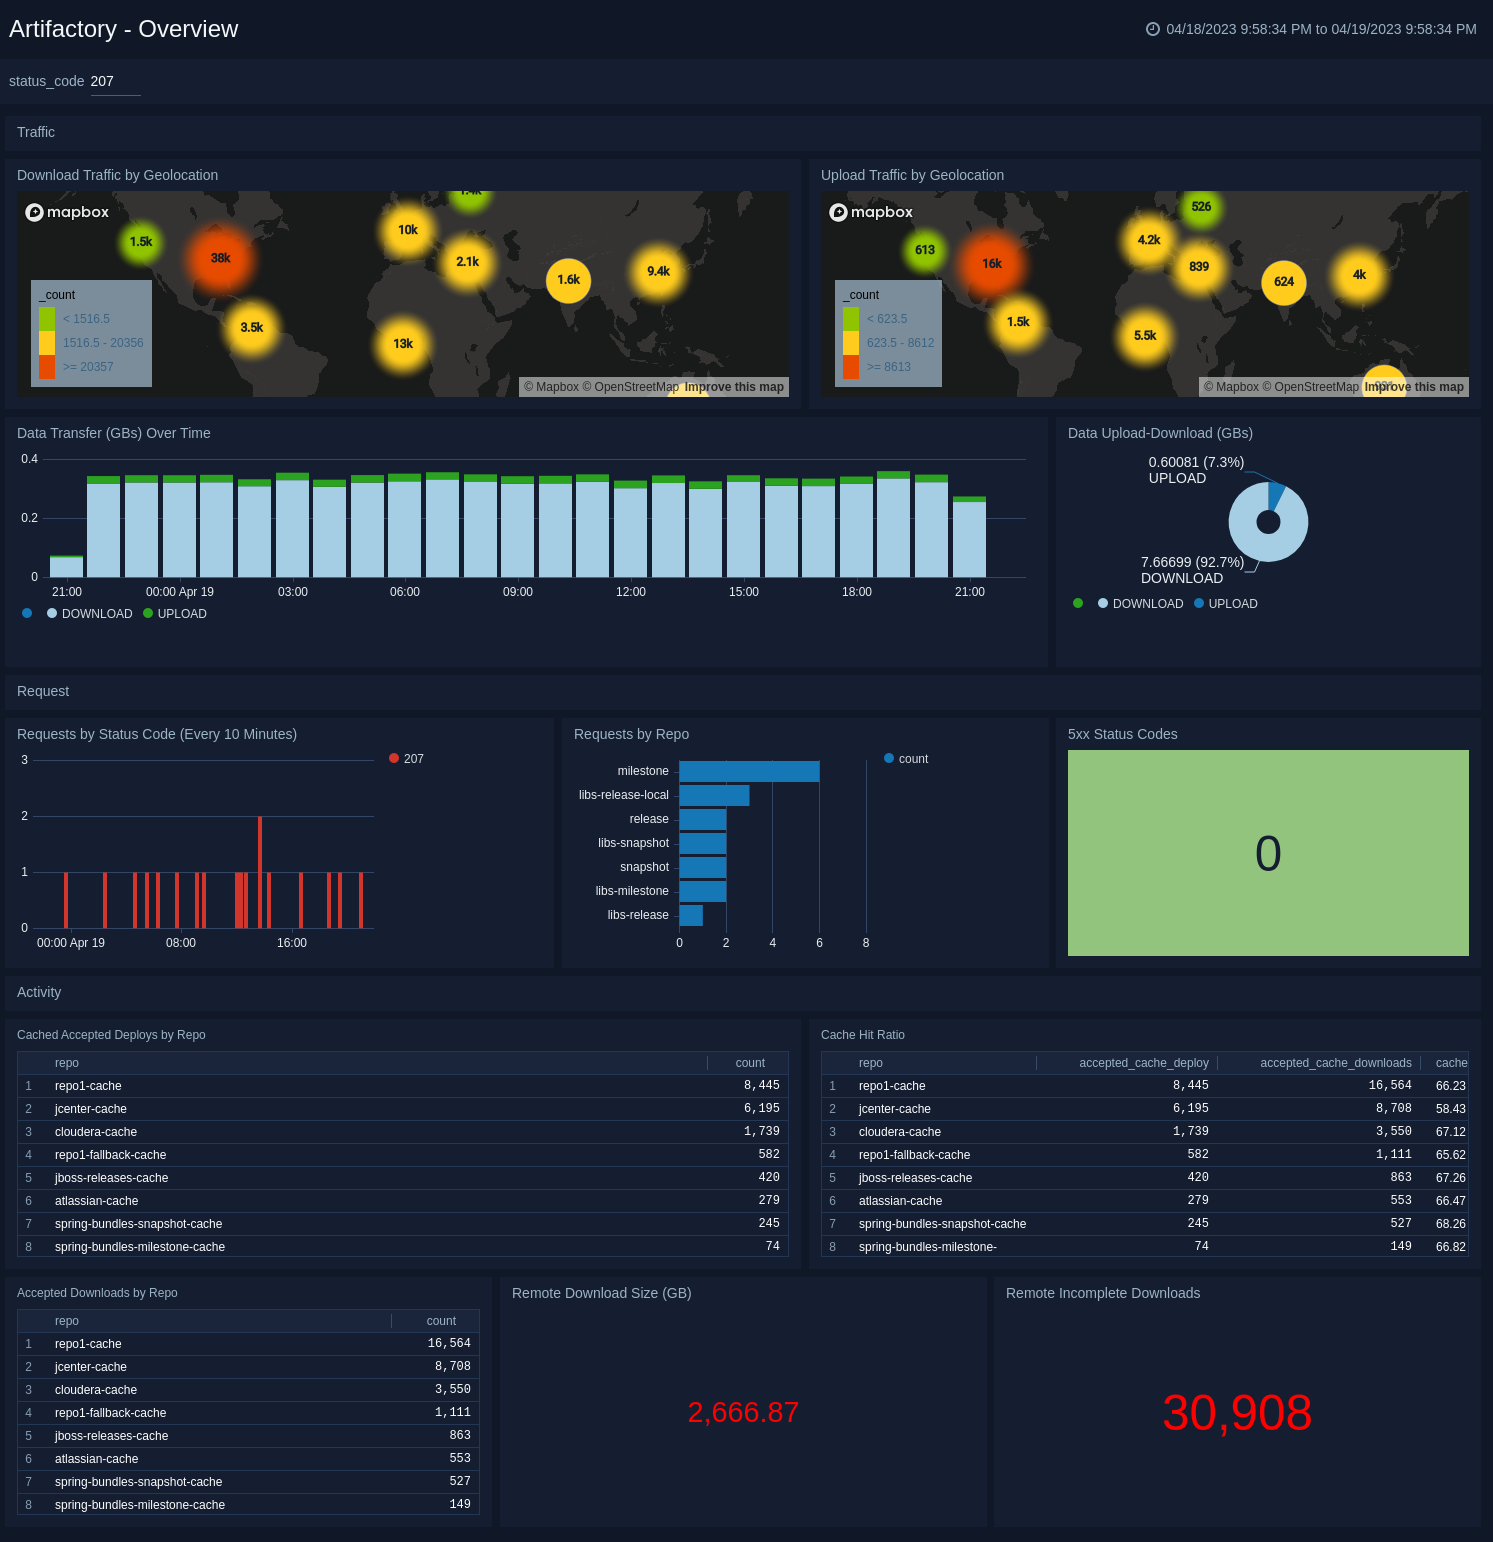 Artifactory - Overview
04/18/2023 9:58:34 PM to 04/19/2023 9:58:34 PM
status_code 207
Traffic
Download Traffic by Geolocation
mapbox
1.4k
1.5k
38k
10k
2.1k
1.6k
9.4k
3.5k
13k
_count
< 1516.5
1516.5 - 20356
>= 20357
© Mapbox © OpenStreetMap Improve this map
Upload Traffic by Geolocation
mapbox
526
613
16k
4.2k
839
624
4k
1.5k
5.5k
_count
< 623.5
623.5 - 8612
>= 8613
© Mapbox © OpenStreetMap Improve this map
Data Transfer (GBs) Over Time
0.4
0.2
0
21:00 00:00 Apr 19 03:00 06:00 09:00 12:00 15:00 18:00 21:00
DOWNLOAD UPLOAD
Data Upload-Download (GBs)
0.60081 (7.3%)
UPLOAD
7.66699 (92.7%)
DOWNLOAD
DOWNLOAD UPLOAD
Request
Requests by Status Code (Every 10 Minutes)
3
2
1
0
00:00 Apr 19 08:00 16:00
207
Requests by Repo
milestone
libs-release-local
release
libs-snapshot
snapshot
libs-milestone
libs-release
0 2 4 6 8
count
5xx Status Codes
0
Activity
Cached Accepted Deploys by Repo
repo count
1 repo1-cache 8,445
2 jcenter-cache 6,195
3 cloudera-cache 1,739
4 repo1-fallback-cache 582
5 jboss-releases-cache 420
6 atlassian-cache 279
7 spring-bundles-snapshot-cache 245
8 spring-bundles-milestone-cache 74
Cache Hit Ratio
repo accepted_cache_deploy accepted_cache_downloads cache
1 repo1-cache 8,445 16,564 66.23
2 jcenter-cache 6,195 8,708 58.43
3 cloudera-cache 1,739 3,550 67.12
4 repo1-fallback-cache 582 1,111 65.62
5 jboss-releases-cache 420 863 67.26
6 atlassian-cache 279 553 66.47
7 spring-bundles-snapshot-cache 245 527 68.26
8 spring-bundles-milestone- 74 149 66.82
Accepted Downloads by Repo
repo count
1 repo1-cache 16,564
2 jcenter-cache 8,708
3 cloudera-cache 3,550
4 repo1-fallback-cache 1,111
5 jboss-releases-cache 863
6 atlassian-cache 553
7 spring-bundles-snapshot-cache 527
8 spring-bundles-milestone-cache 149
Remote Download Size (GB)
2,666.87
Remote Incomplete Downloads
30,908